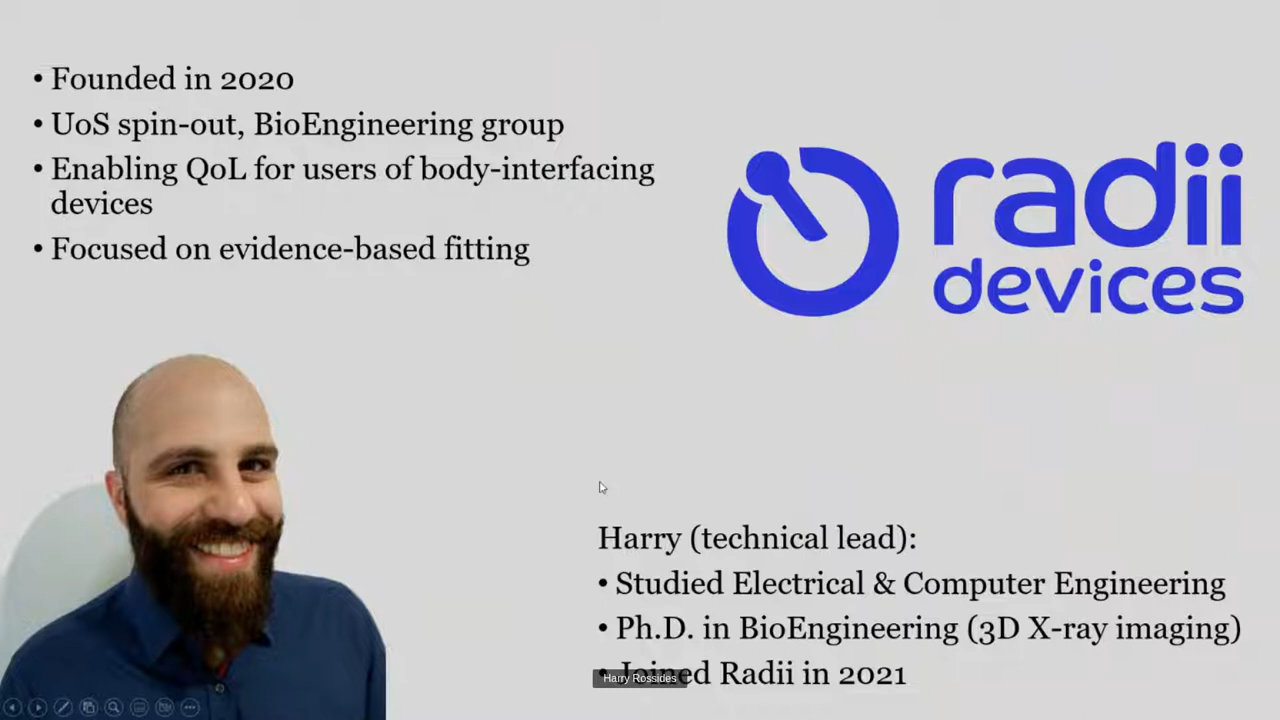 • Founded in 2020
• UoS spin-out, BioEngineering group
• Enabling QoL for users of body-interfacing
devices
• Focused on evidence-based fitting
radii
devices
Harry (technical lead):
• Studied Electrical & Computer Engineering
• Ph.D. in BioEngineering (3D X-ray imaging)
• Joined Radii in 2021
Harry Rossides